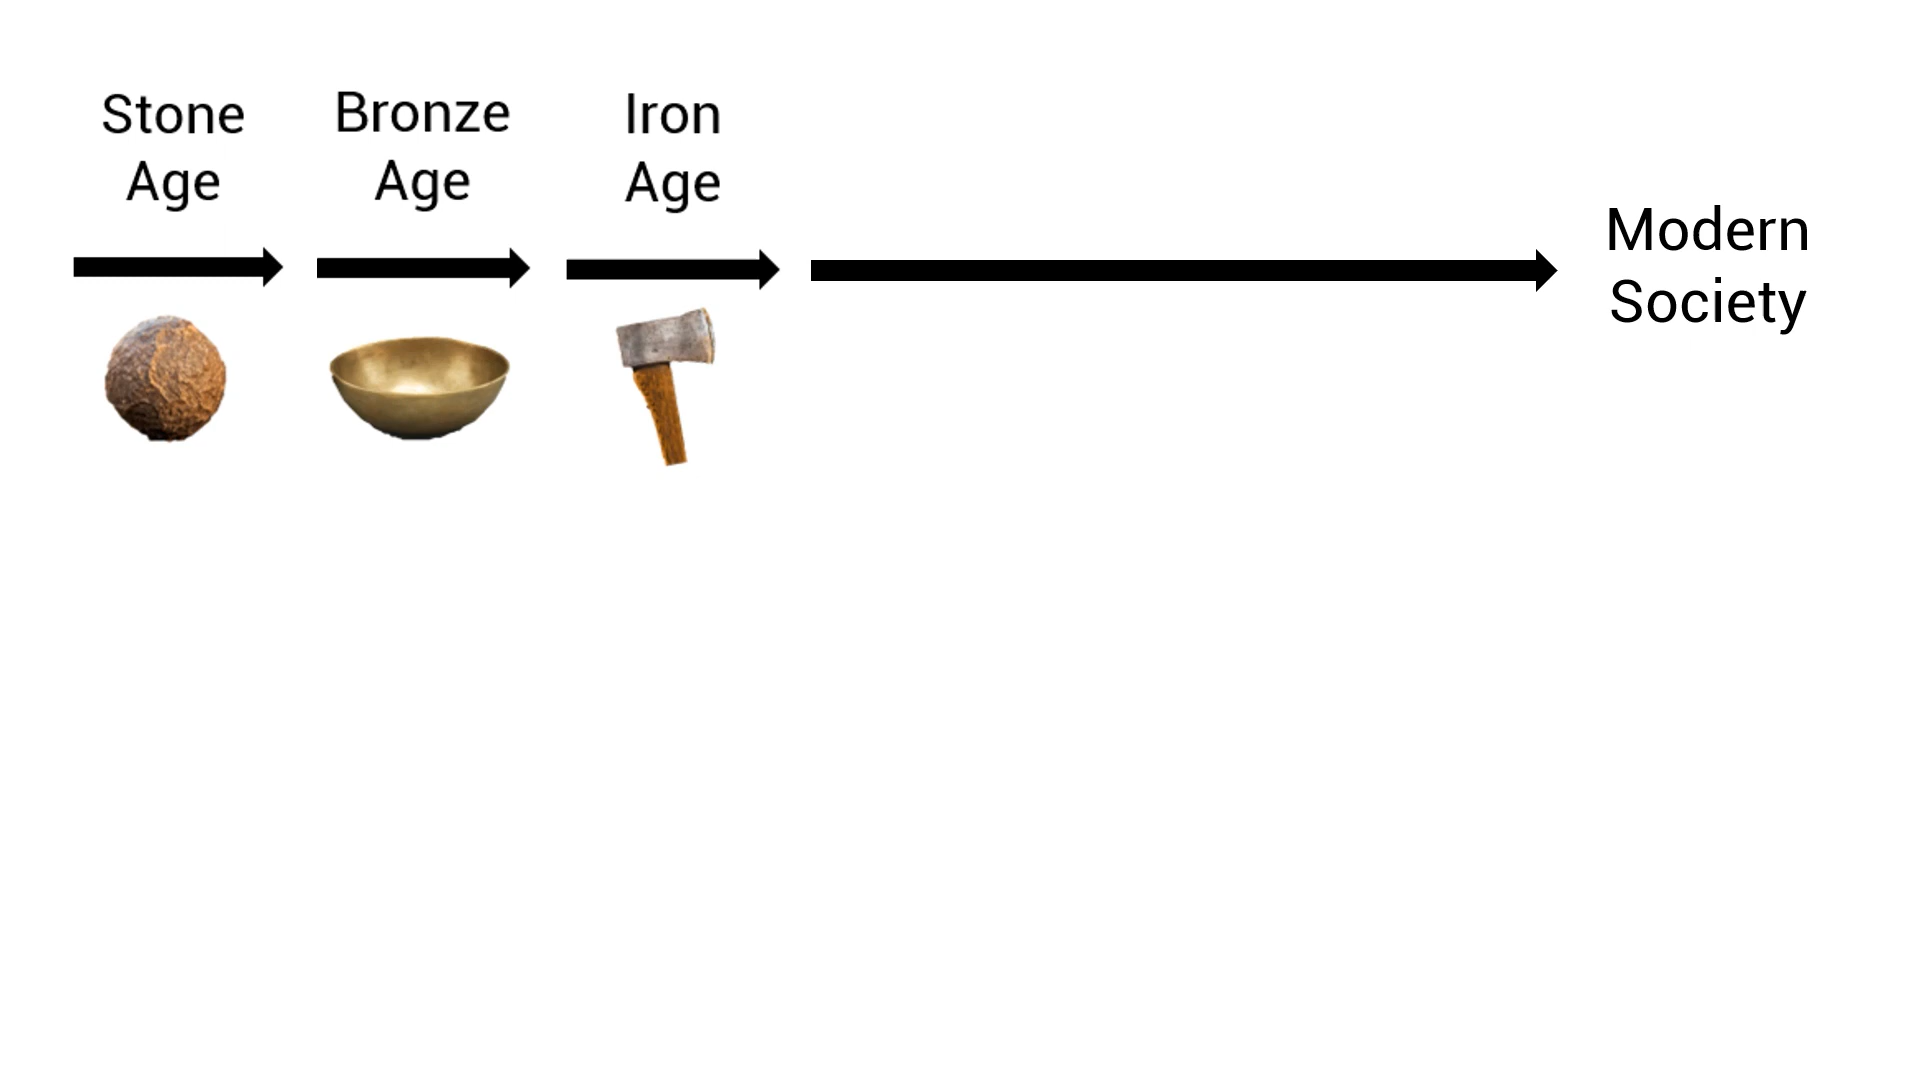 Stone
Age
Bronze
Age
Iron
Age
Modern
Society